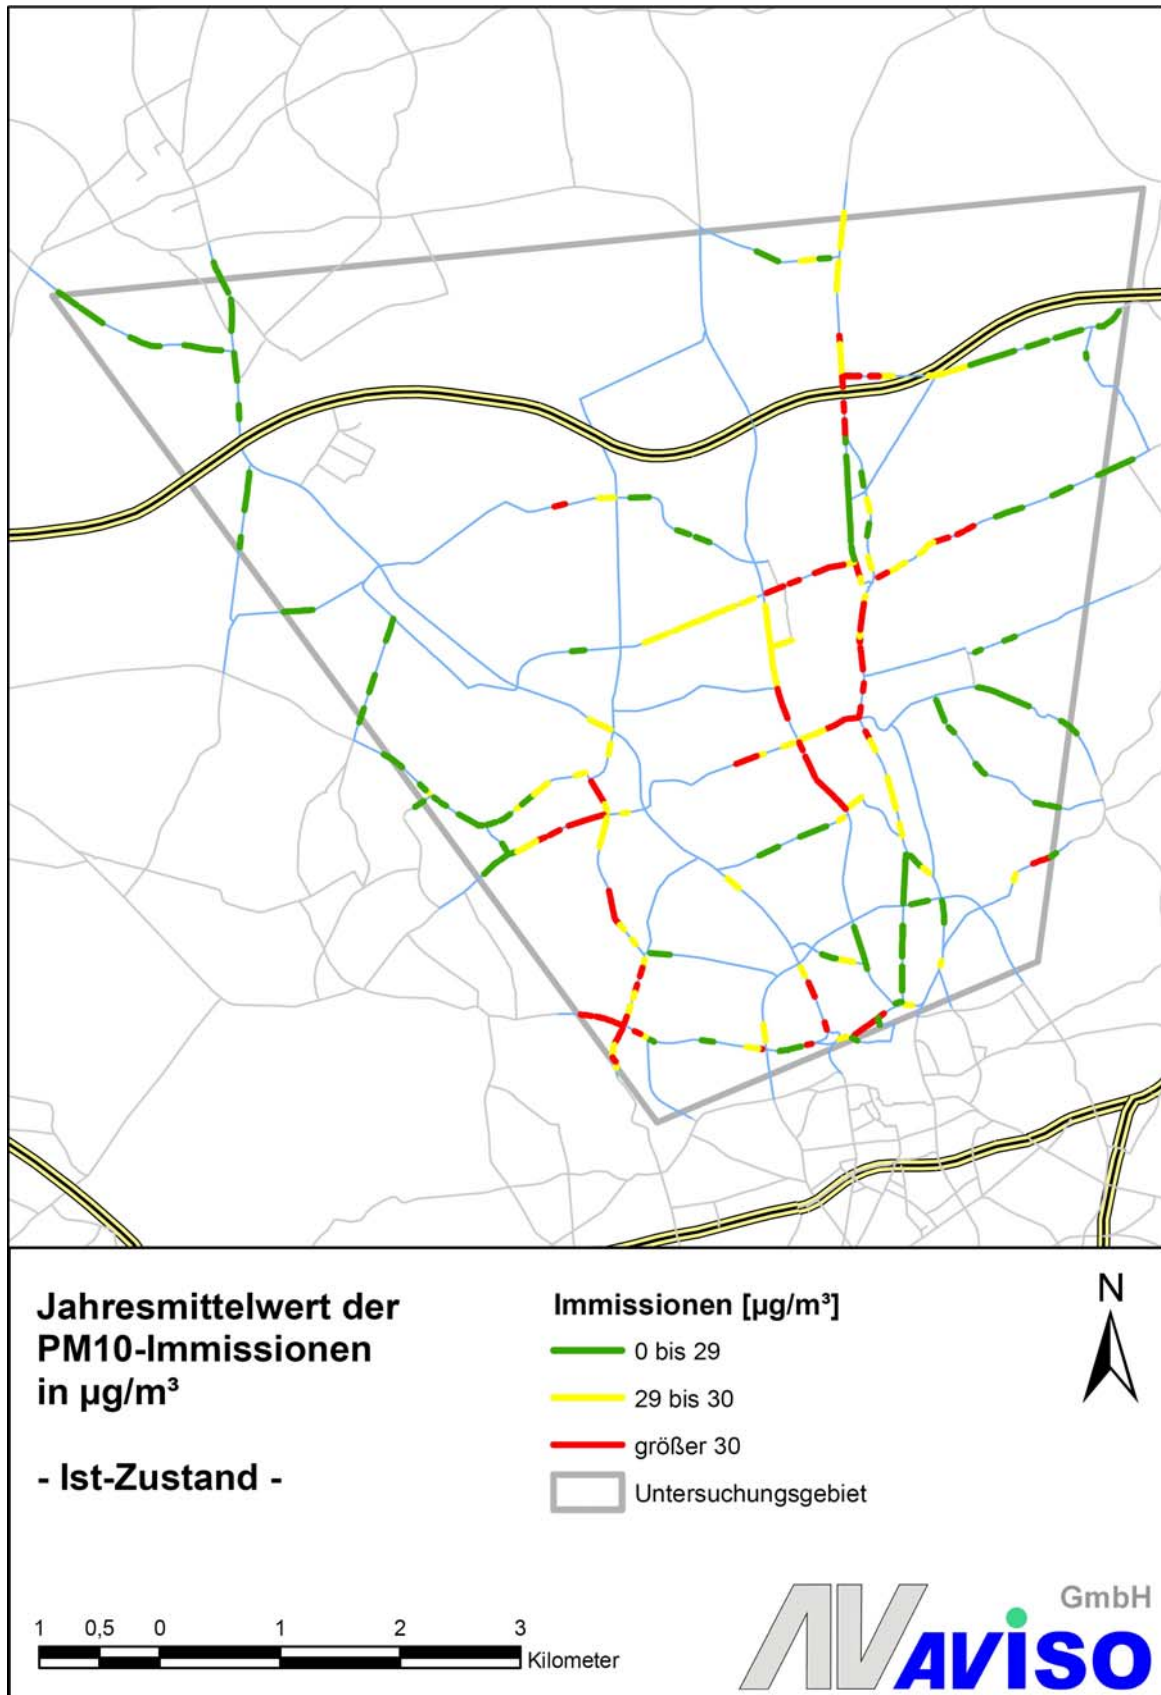 Jahresmittelwert der
PM10-Immissionen
in µg/m³
- Ist-Zustand -
Immissionen [µg/m³]
0 bis 29
29 bis 30
größer 30
Untersuchungsgebiet
N
1 0,5 0 1 2 3
Kilometer
GmbH
AVISO